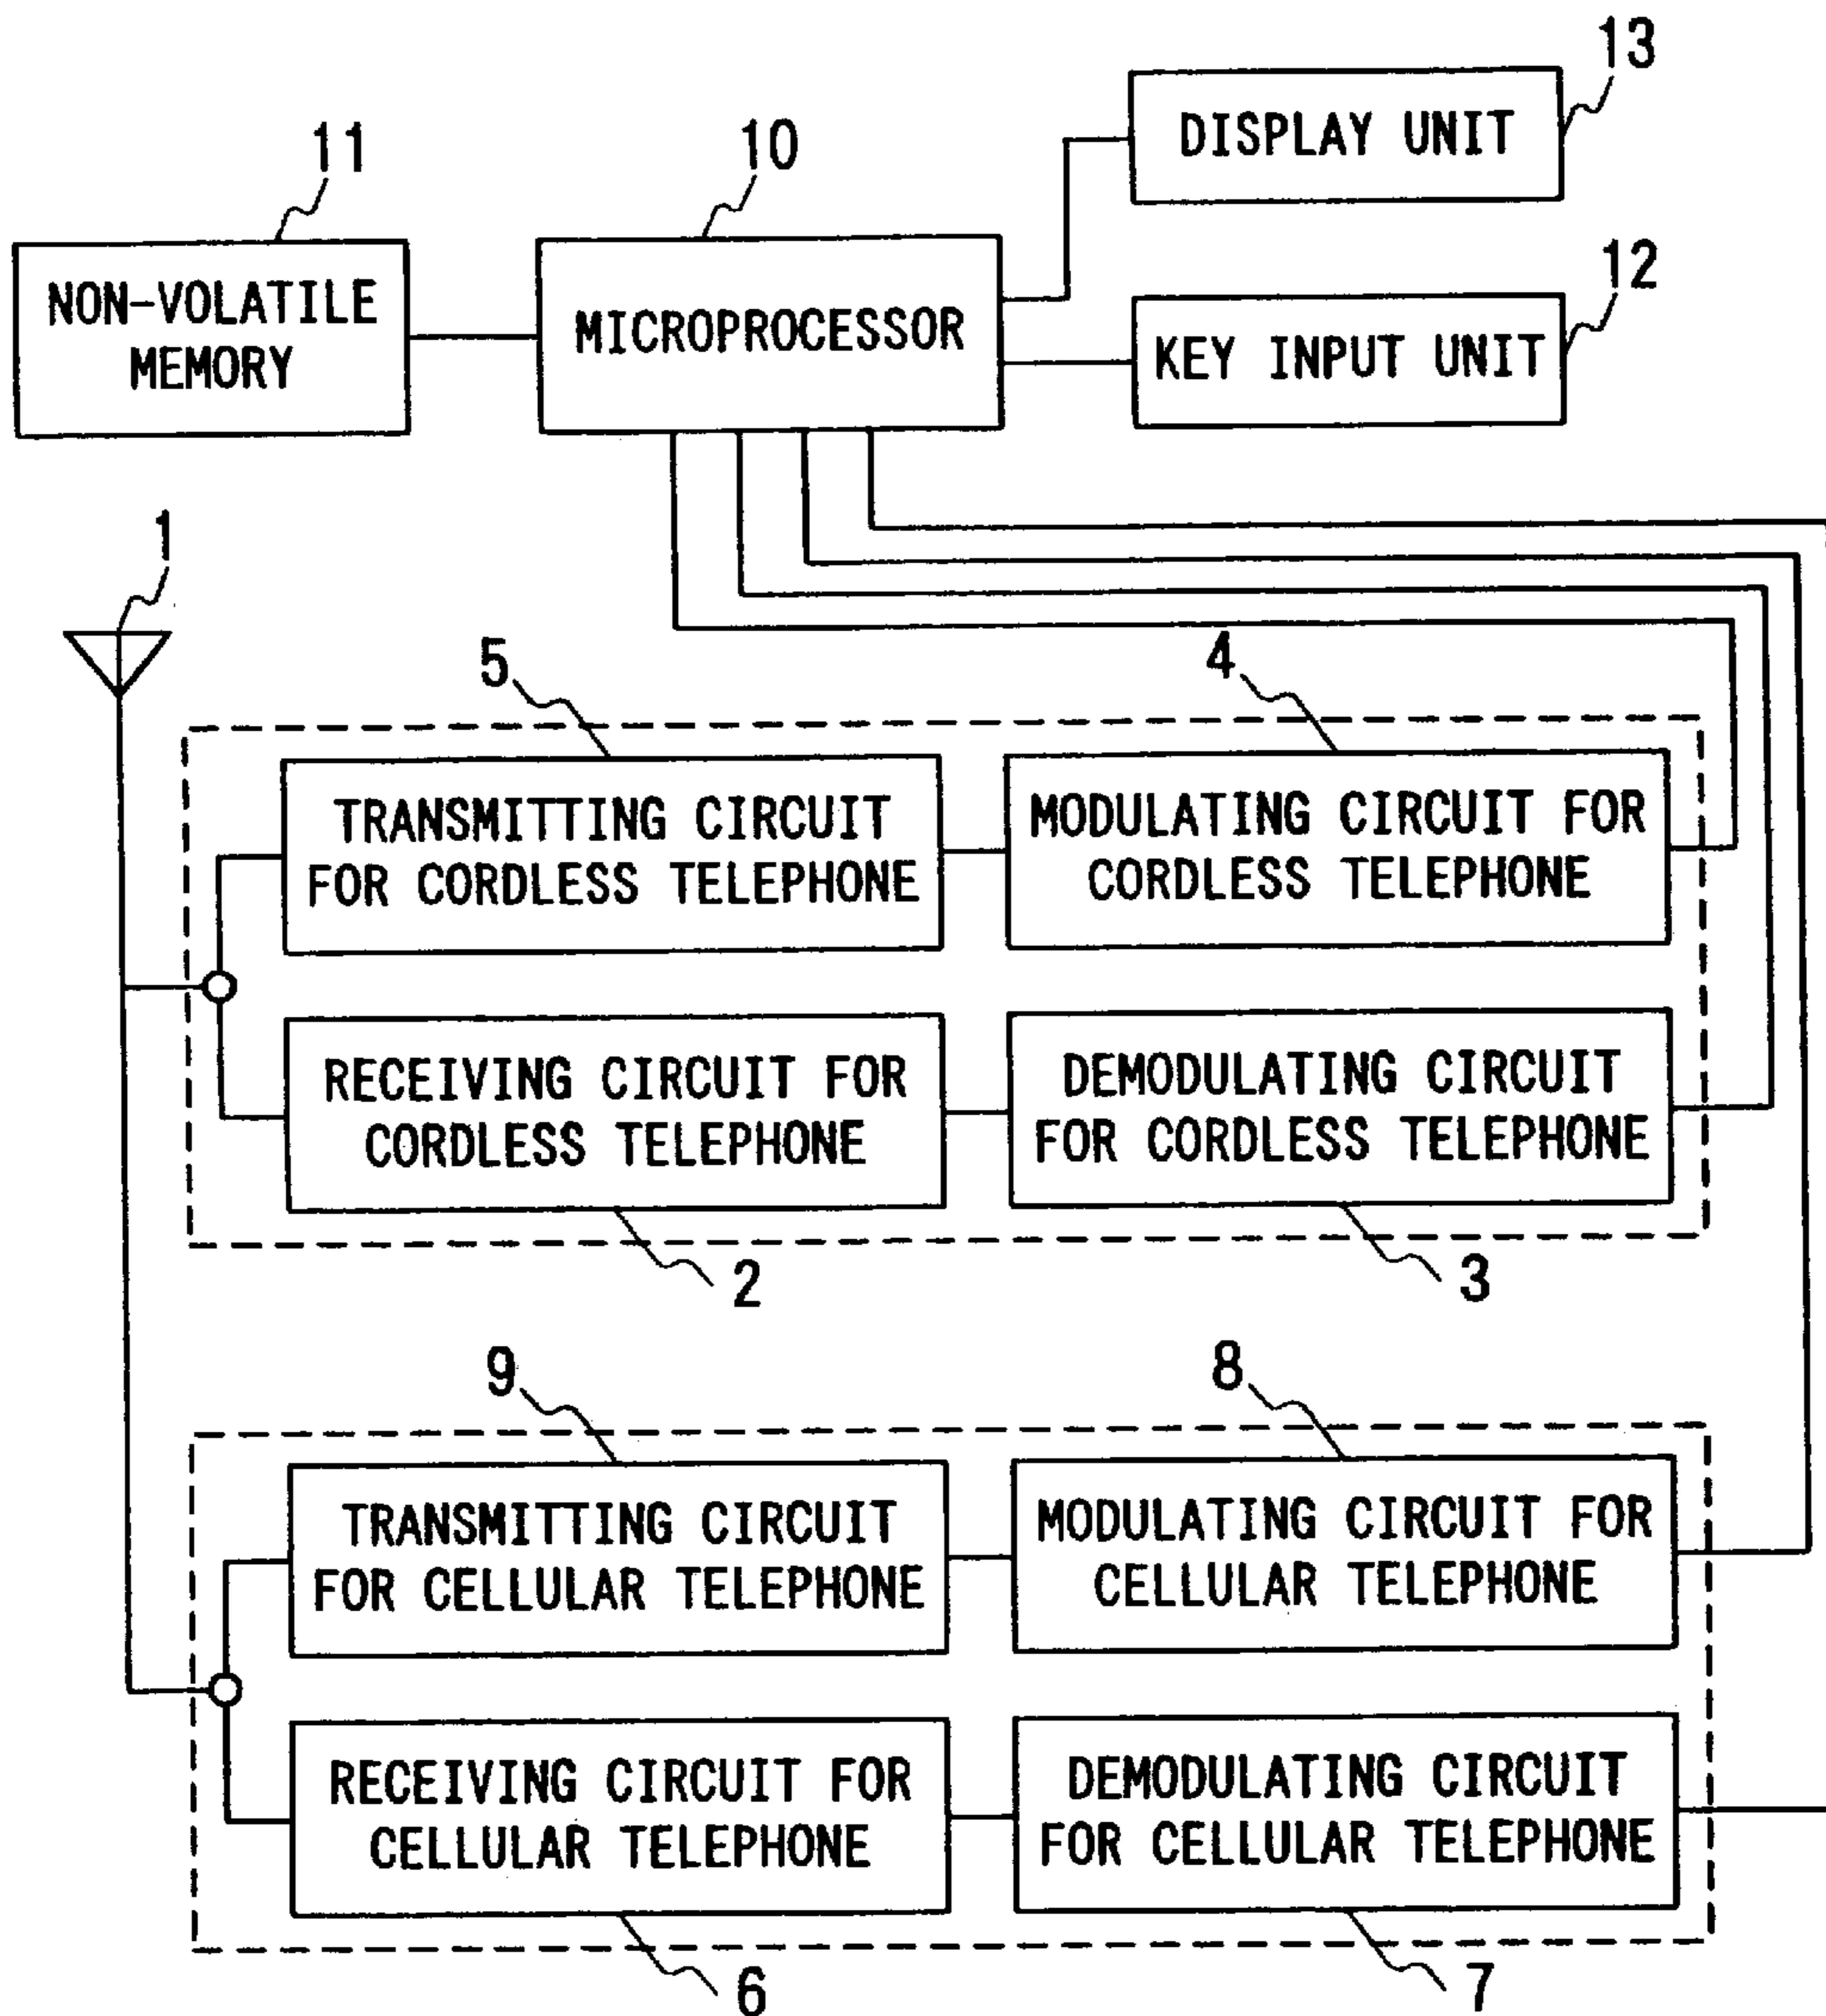 13
DISPLAY UNIT
11
10
NON-VOLATILE
MEMORY
MICROPROCESSOR
12
KEY INPUT UNIT
1
5
4
TRANSMITTING CIRCUIT
FOR CORDLESS TELEPHONE
MODULATING CIRCUIT FOR
CORDLESS TELEPHONE
RECEIVING CIRCUIT FOR
CORDLESS TELEPHONE
DEMODULATING CIRCUIT
FOR CORDLESS TELEPHONE
2
3
9
8
TRANSMITTING CIRCUIT
FOR CELLULAR TELEPHONE
MODULATING CIRCUIT FOR
CELLULAR TELEPHONE
RECEIVING CIRCUIT FOR
CELLULAR TELEPHONE
DEMODULATING CIRCUIT
FOR CELLULAR TELEPHONE
6
7